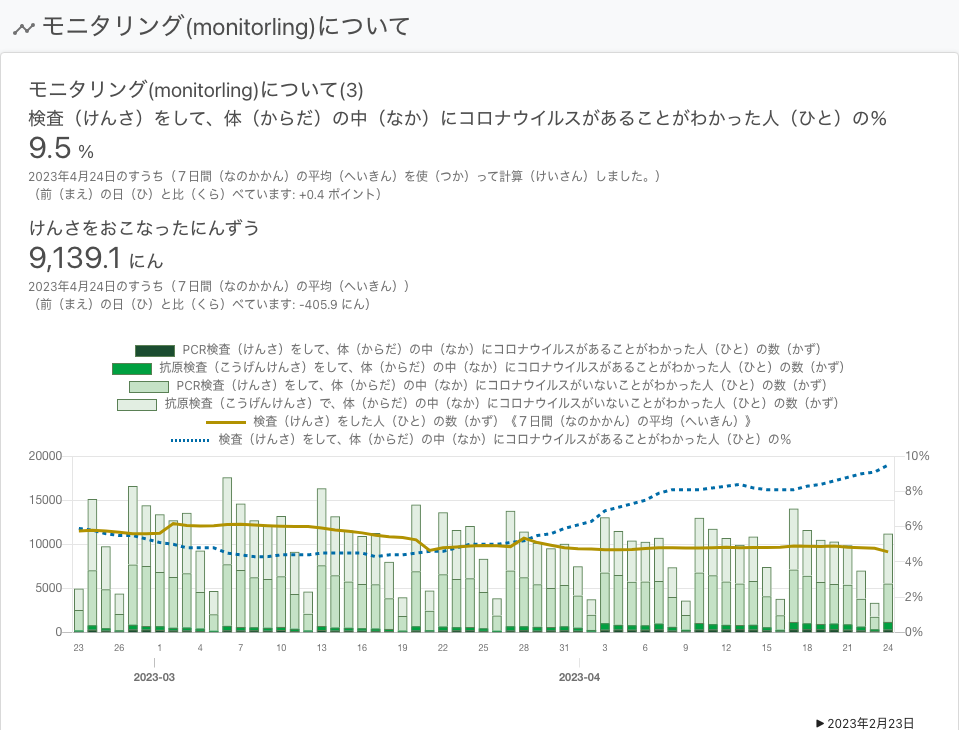 モニタリング(monitorling)について
モニタリング(monitorling)について(3)
検査（けんさ）をして、体（からだ）の中（なか）にコロナウイルスがあることがわかった人（ひと）の％
9.5 ％
2023年4月24日のすうち（７日間（なのかかん）の平均（へいきん）を使（つか）って計算（けいさん）しました。）
（前（まえ）の日（ひ）と比（くら）べています: +0.4 ポイント）
けんさをおこなったにんずう
9,139.1 にん
2023年4月24日のすうち（７日間（なのかかん）の平均（へいきん））
（前（まえ）の日（ひ）と比（くら）べています: -405.9 にん）
PCR検査（けんさ）をして、体（からだ）の中（なか）にコロナウイルスがあることがわかった人（ひと）の数（かず）
抗原検査（こうげんけんさ）をして、体（からだ）の中（なか）にコロナウイルスがあることがわかった人（ひと）の数（かず）
PCR検査（けんさ）をして、体（からだ）の中（なか）にコロナウイルスがいないことがわかった人（ひと）の数（かず）
抗原検査（こうげんけんさ）で、体（からだ）の中（なか）にコロナウイルスがいないことがわかった人（ひと）の数（かず）
検査（けんさ）をした人（ひと）の数（かず）《７日間（なのかかん）の平均（へいきん）》
検査（けんさ）をして、体（からだ）の中（なか）にコロナウイルスがあることがわかった人（ひと）の％
20000 10%
15000 8%
10000 6%
5000 4%
0 2%
0%
23 26 1 4 7 10 13 16 19 22 25 28 31 3 6 9 12 15 18 21 24
2023-03 2023-04
▶2023年2月23日